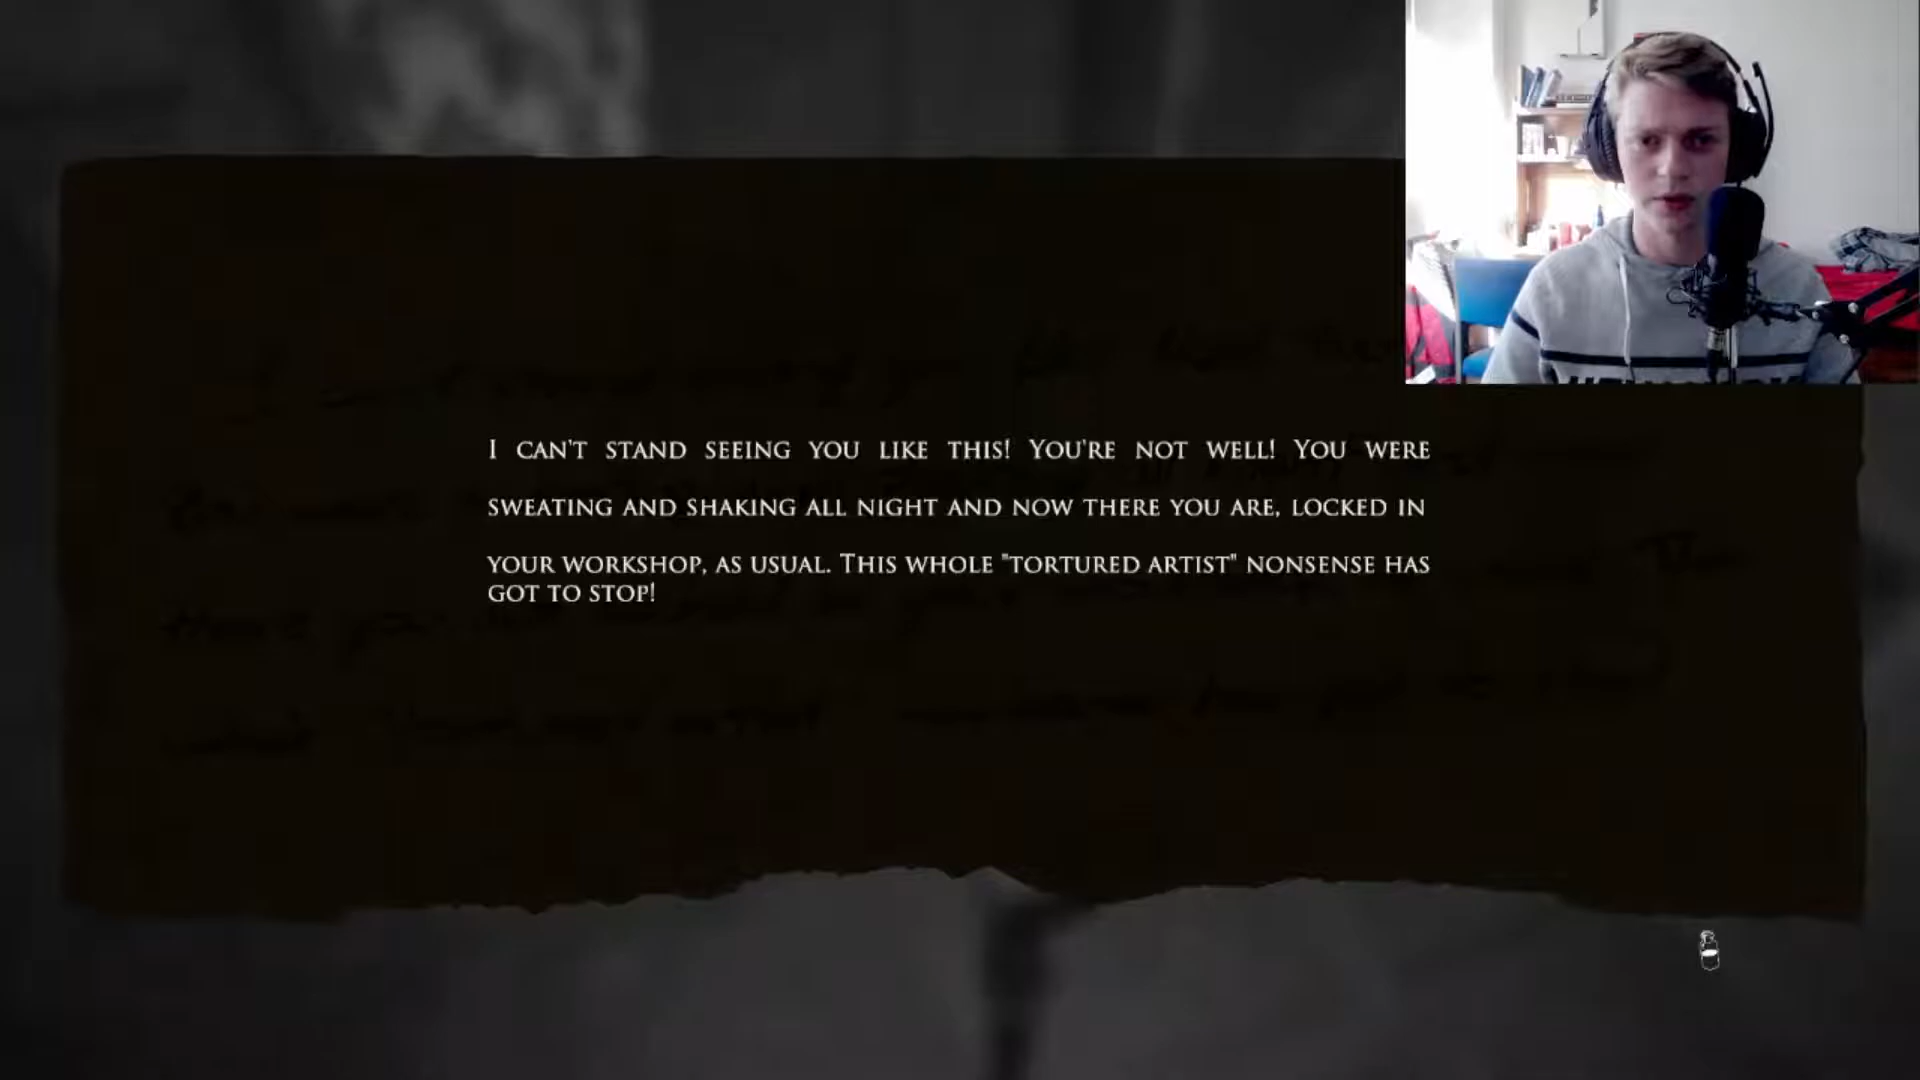 I CAN'T STAND SEEING YOU LIKE THIS! YOU'RE NOT WELL! YOU WERE
SWEATING AND SHAKING ALL NIGHT AND NOW THERE YOU ARE, LOCKED IN
YOUR WORKSHOP, AS USUAL. THIS WHOLE "TORTURED ARTIST" NONSENSE HAS
GOT TO STOP!